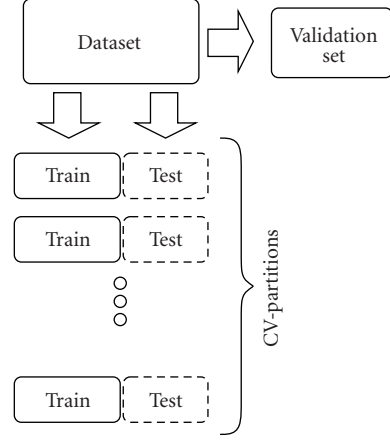 Dataset
Validation
set
Train
Test
Train
Test
Train
Test
CV-partitions